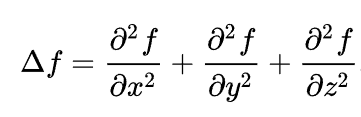 Δf = ∂²f/∂x² + ∂²f/∂y² + ∂²f/∂z²